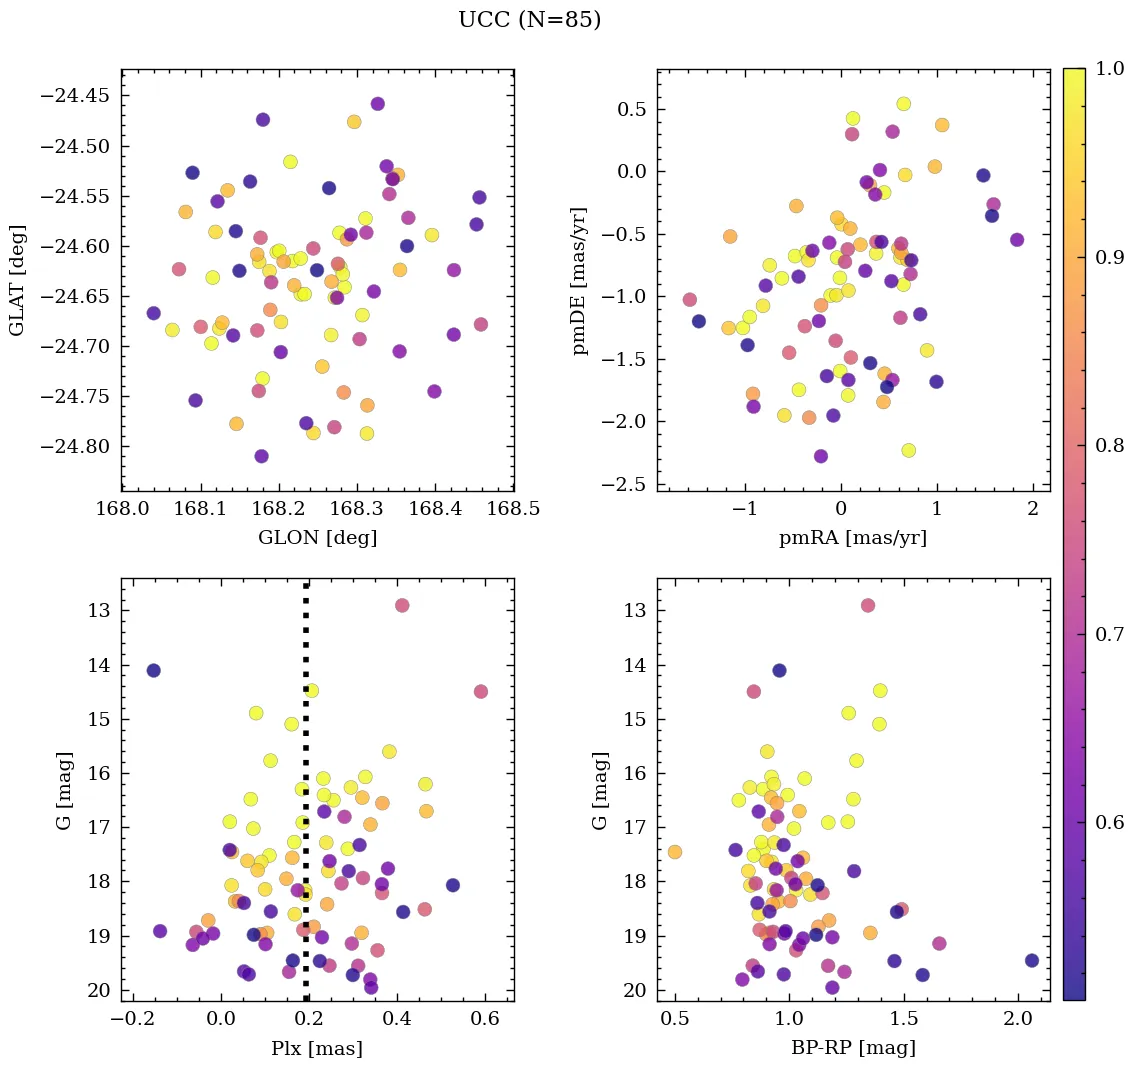 UCC (N=85)
−24.45
−24.50
−24.55
−24.60
−24.65
−24.70
−24.75
−24.80
GLAT [deg]
168.0 168.1 168.2 168.3 168.4 168.5
GLON [deg]
0.5
0.0
−0.5
−1.0
−1.5
−2.0
−2.5
pmDE [mas/yr]
−1 0 1 2
pmRA [mas/yr]
1.0
0.9
0.8
0.7
0.6
13
14
15
16
17
18
19
20
G [mag]
−0.2 0.0 0.2 0.4 0.6
Plx [mas]
13
14
15
16
17
18
19
20
G [mag]
0.5 1.0 1.5 2.0
BP-RP [mag]